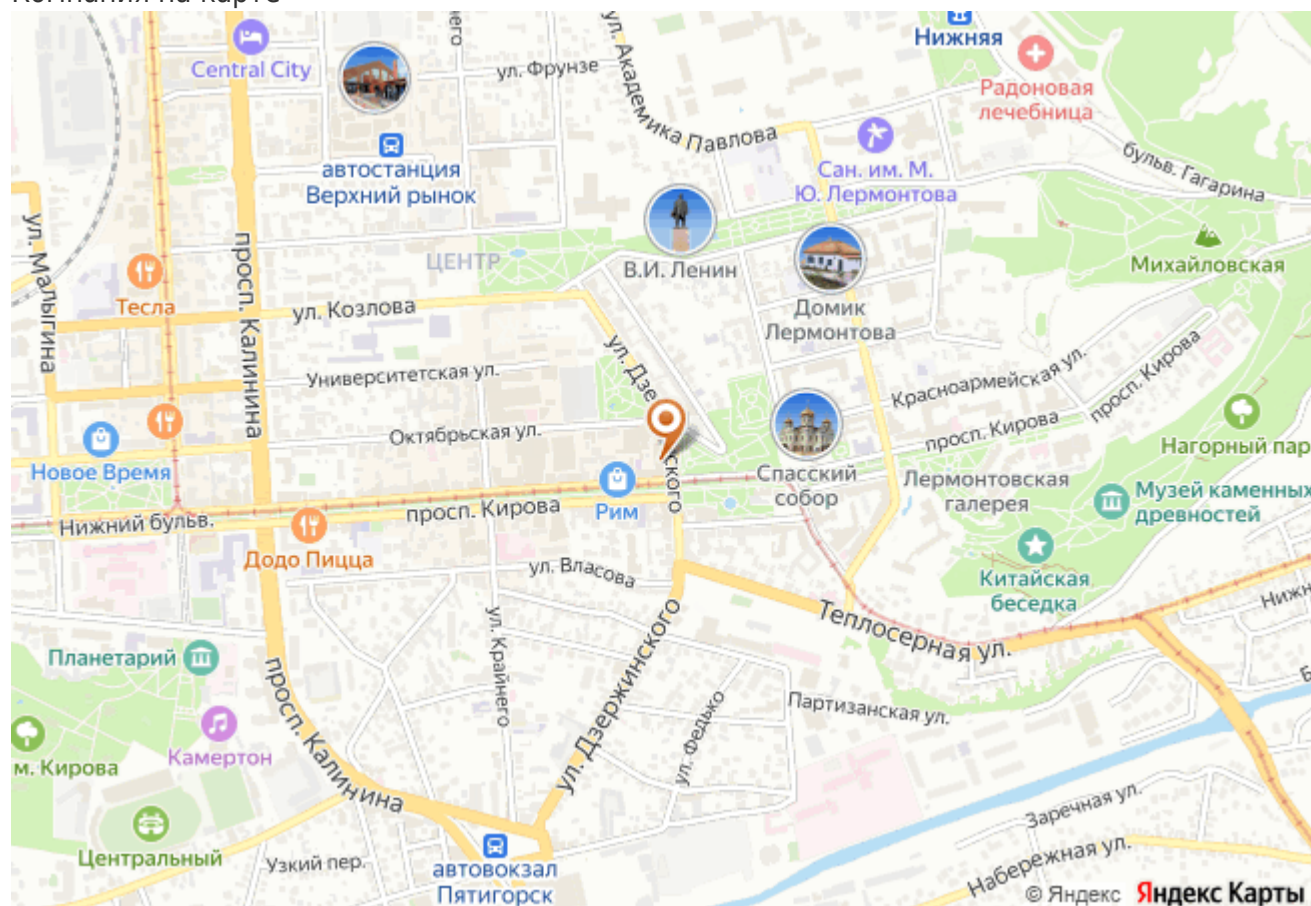 Компания на карте
Нижняя
Central City
ул. Фрунзе
ул. Академика Павлова
Радоновая
лечебница
автостанция
Верхний рынок
Сан. им. М.
Ю. Лермонтова
бульв. Гагарина
ул. Малыгина
просп. Калинина
ЦЕНТР
В.И. Ленин
Михайловская
Тесла
ул. Козлова
Домик
Лермонтова
Университетская ул.
Красноармейская ул.
просп. Кирова
Октябрьская ул.
просп. Кирова
Нагорный пар
Новое Время
Спасский
собор
Лермонтовская
галерея
Музей каменных
древностей
Нижний бульв.
просп. Кирова
Рим
Додо Пицца
ул. Власова
Китайская
беседка
Нижн
Теплосерная ул.
Планетарий
ул. Крайнего
ул. Дзержинского
ул. Федько
Партизанская ул.
Камертон
м. Кирова
просп. Калинина
Заречная ул.
Центральный
Узкий пер.
автовокзал
Пятигорск
Набережная ул.
© Яндекс Яндекс Карты